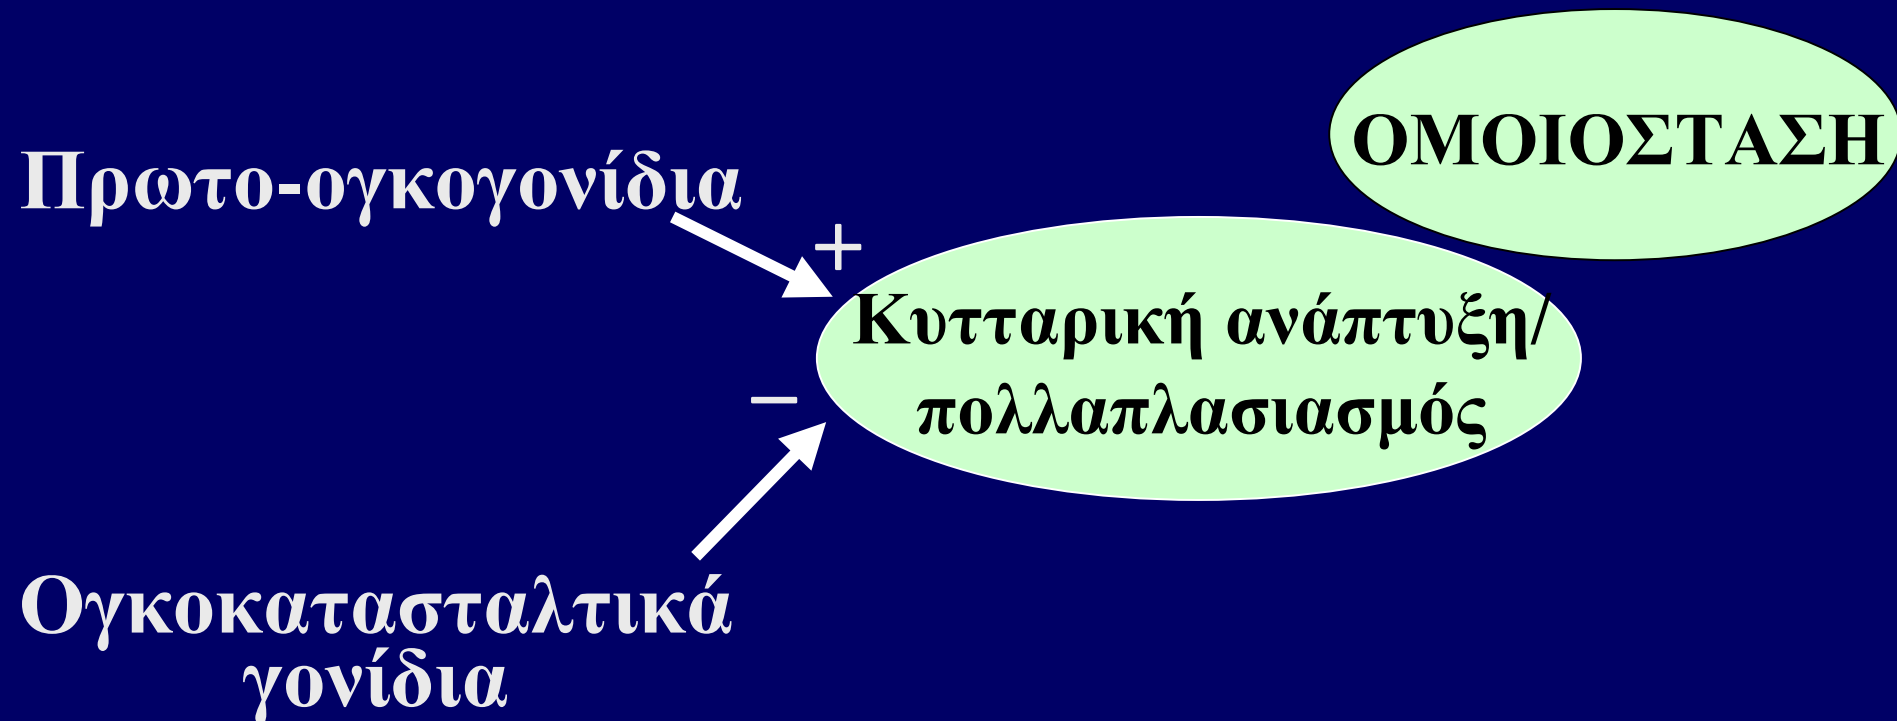 ΟΜΟΙΟΣΤΑΣΗ
Πρωτο-ογκογονίδια
+
Κυτταρική ανάπτυξη/
πολλαπλασιασμός
–
Ογκοκατασταλτικά
γονίδια